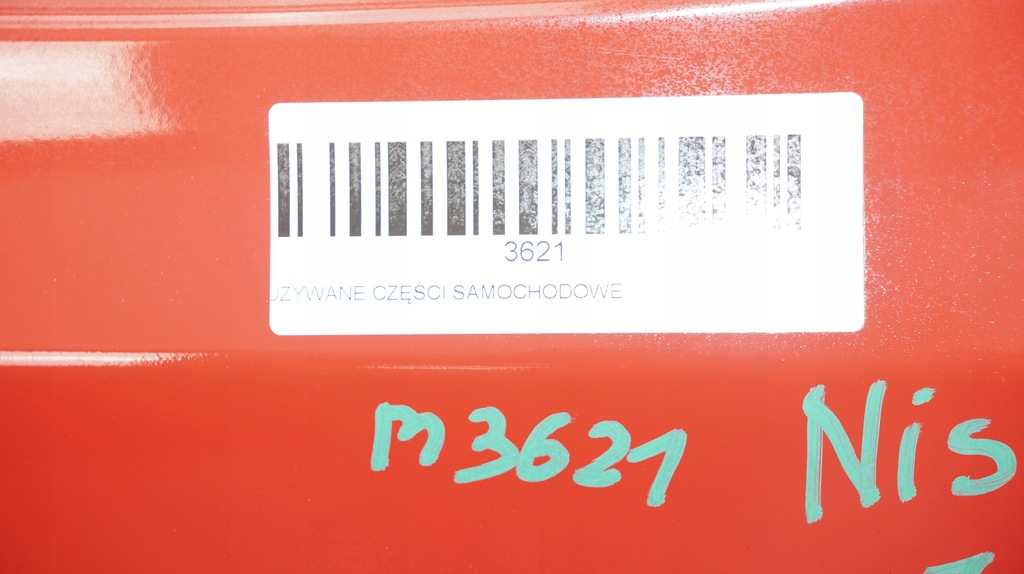 3621
UZYWANE CZĘŚCI SAMOCHODOWE
m3621 Nis